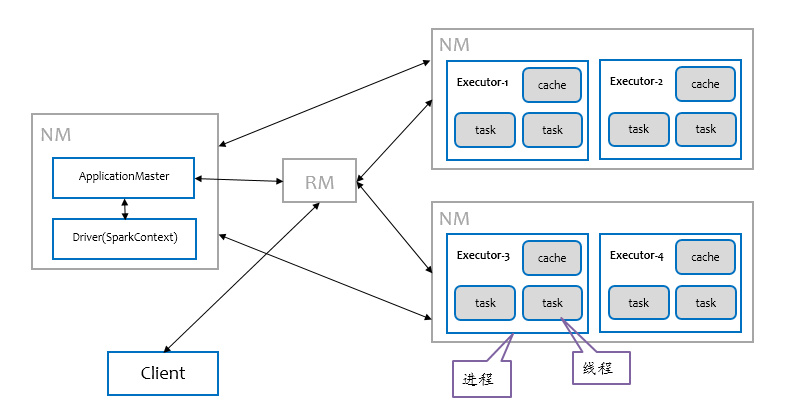 NM
ApplicationMaster
Driver(SparkContext)
RM
Client
NM
Executor-1
cache
task
task
Executor-2
cache
task
task
NM
Executor-3
cache
task
task
Executor-4
cache
task
task
进程
线程